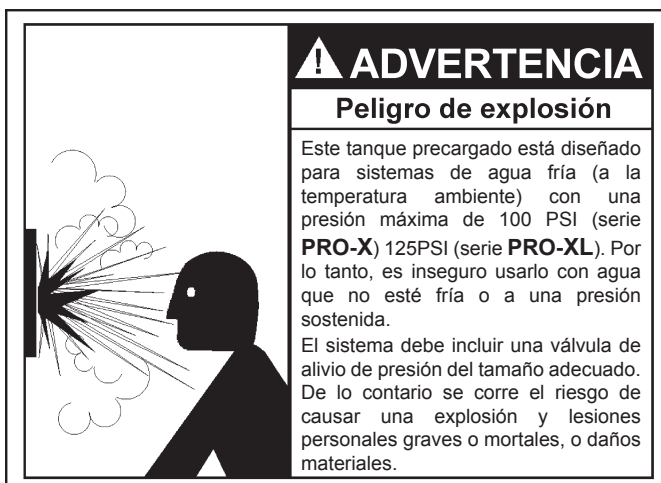 ADVERTENCIA
Peligro de explosión
Este tanque precargado está diseñado
para sistemas de agua fría (a la
temperatura ambiente) con una
presión máxima de 100 PSI (serie
PRO-X) 125PSI (serie PRO-XL). Por
lo tanto, es inseguro usarlo con agua
que no esté fría o a una presión
sostenida.
El sistema debe incluir una válvula de
alivio de presión del tamaño adecuado.
De lo contario se corre el riesgo de
causar una explosión y lesiones
personales graves o mortales, o daños
materiales.